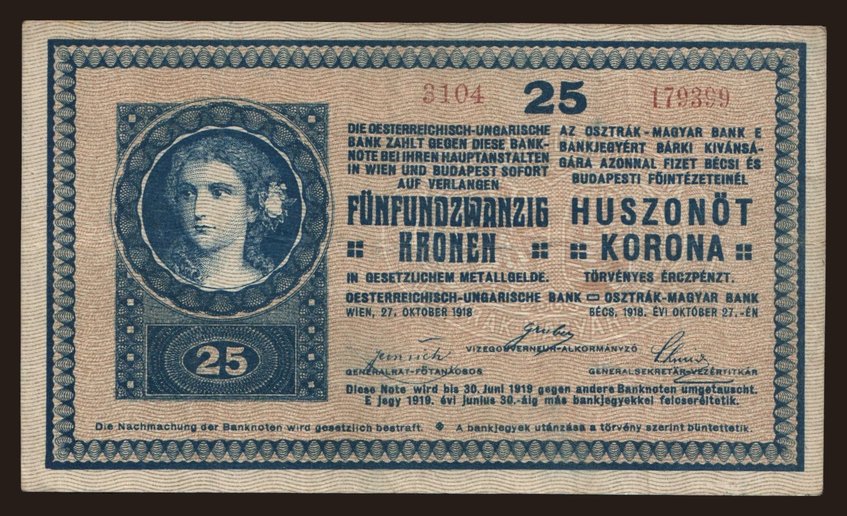 3104 25 179399
DIE OESTERREICHISCH-UNGARISCHE
BANK ZAHLT GEGEN DIESE BANK-
NOTE BEI IHREN HAUPTANSTALTEN
IN WIEN UND BUDAPEST SOFORT
AUF VERLANGEN
FÜNFUNDZWANZIG
KRONEN
IN GESETZLICHEM METALLGELDE.
AZ OSZTRÁK-MAGYAR BANK E
BANKJEGYÉRT BÁRKI KIVÁNSÁ-
GÁRA AZONNAL FIZET BÉCSI ÉS
BUDAPESTI FŐINTÉZETEINÉL
HUSZONÖT
KORONA
TÖRVÉNYES ÉRCZPÉNZT.
OESTERREICHISCH-UNGARISCHE BANK OSZTRÁK-MAGYAR BANK
WIEN, 27. OKTOBER 1918 BÉCS, 1918. ÉVI OKTÓBER 27.-ÉN
Gruber
VIZEGOUVERNEUR-ALKORMÁNYZÓ
GENERALRAT-FŐTANÁCSOS GENERALSEKRETÄR-VEZÉRTITKÁR
25
Diese Note wird bis 30. Juni 1919 gegen andere Banknoten umgetauscht.
E jegy 1919. évi junius 30.-áig más bankjegyekkel felcseréltetik.
Die Nachmachung der Banknoten wird gesetzlich bestraft. A bankjegyek utánzása a törvény szerint büntettetik.